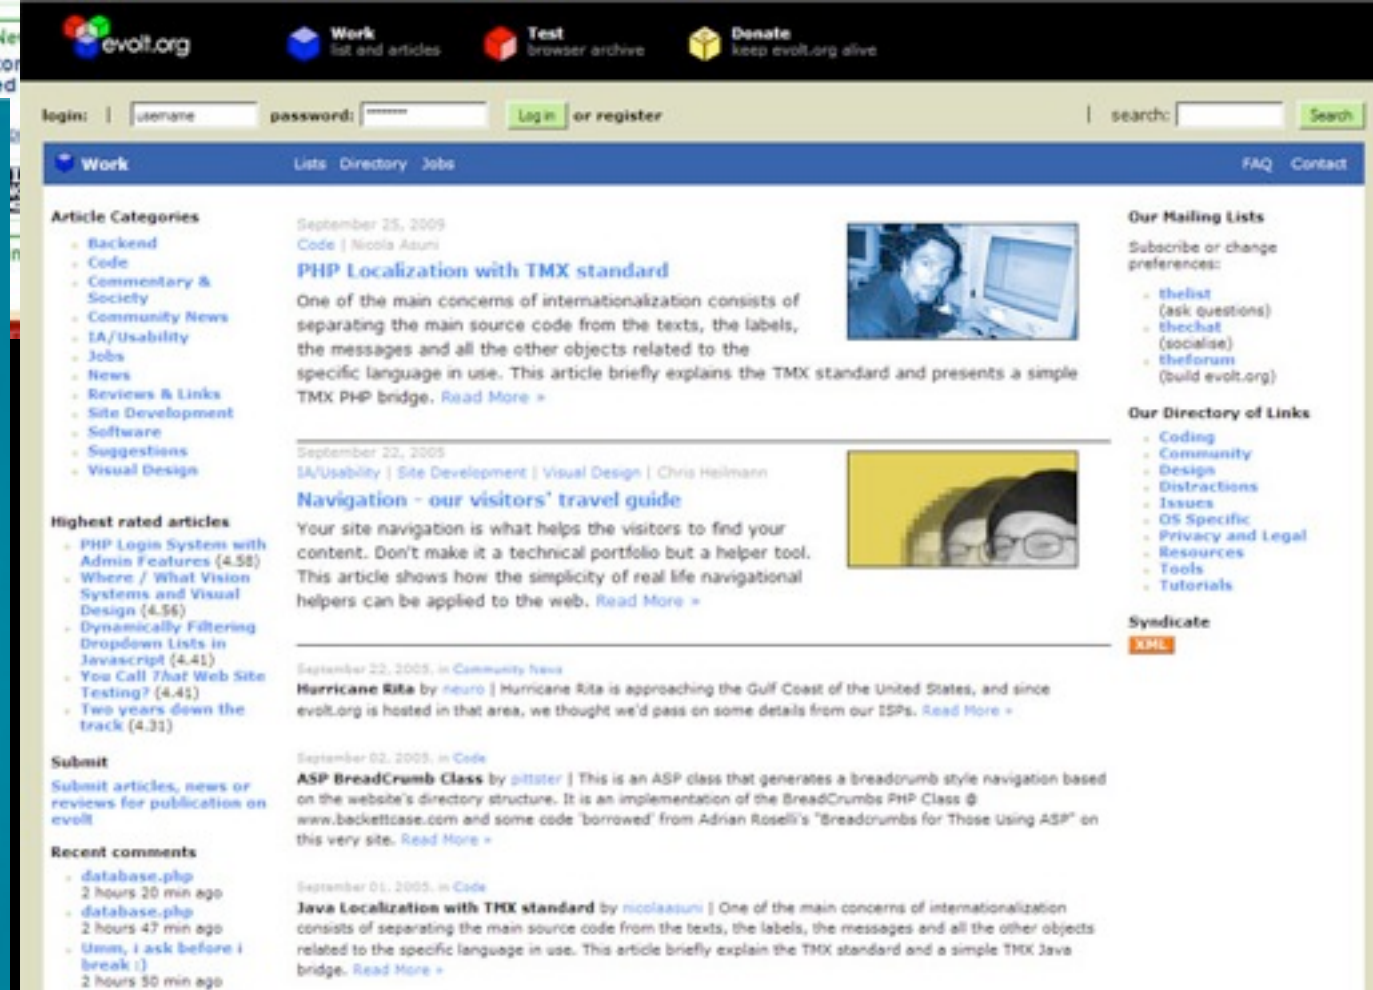 evolt.org
Work
list and articles
Test
browser archive
Donate
keep evolt.org alive
login: | username password: ******** Log in or register
| search: Search
Work Lists Directory Jobs FAQ Contact
Article Categories
Backend
Code
Commentary &
Society
Community News
IA/Usability
Jobs
News
Reviews & Links
Site Development
Software
Suggestions
Visual Design
Highest rated articles
PHP Login System with
Admin Features (4.58)
Where / What Vision
Systems and Visual
Design (4.56)
Dynamically Filtering
Dropdown Lists in
Javascript (4.41)
You Call That Web Site
Testing? (4.41)
Two years down the
track (4.31)
Submit
Submit articles, news or
reviews for publication on
evolt
Recent comments
database.php
2 hours 20 min ago
database.php
2 hours 47 min ago
Umm, i ask before i
break :)
2 hours 50 min ago
September 25, 2009
Code | Nicola Asuni
PHP Localization with TMX standard
One of the main concerns of internationalization consists of
separating the main source code from the texts, the labels,
the messages and all the other objects related to the
specific language in use. This article briefly explains the TMX standard and presents a simple
TMX PHP bridge. Read More »
September 22, 2005
IA/Usability | Site Development | Visual Design | Chris Heilmann
Navigation - our visitors' travel guide
Your site navigation is what helps the visitors to find your
content. Don't make it a technical portfolio but a helper tool.
This article shows how the simplicity of real life navigational
helpers can be applied to the web. Read More »
September 22, 2005, in Community News
Hurricane Rita by neuro | Hurricane Rita is approaching the Gulf Coast of the United States, and since
evolt.org is hosted in that area, we thought we'd pass on some details from our ISPs. Read More »
September 02, 2005, in Code
ASP BreadCrumb Class by pittster | This is an ASP class that generates a breadcrumb style navigation based
on the website's directory structure. It is an implementation of the BreadCrumbs PHP Class @
www.backettcase.com and some code 'borrowed' from Adrian Roselli's "Breadcrumbs for Those Using ASP" on
this very site. Read More »
September 01, 2005, in Code
Java Localization with TMX standard by nicolaasuni | One of the main concerns of internationalization
consists of separating the main source code from the texts, the labels, the messages and all the other objects
related to the specific language in use. This article briefly explain the TMX standard and a simple TMX Java
bridge. Read More »
Our Mailing Lists
Subscribe or change
preferences:
thelist
(ask questions)
thechat
(socialise)
theforum
(build evolt.org)
Our Directory of Links
Coding
Community
Design
Distractions
Issues
OS Specific
Privacy and Legal
Resources
Tools
Tutorials
Syndicate
XML